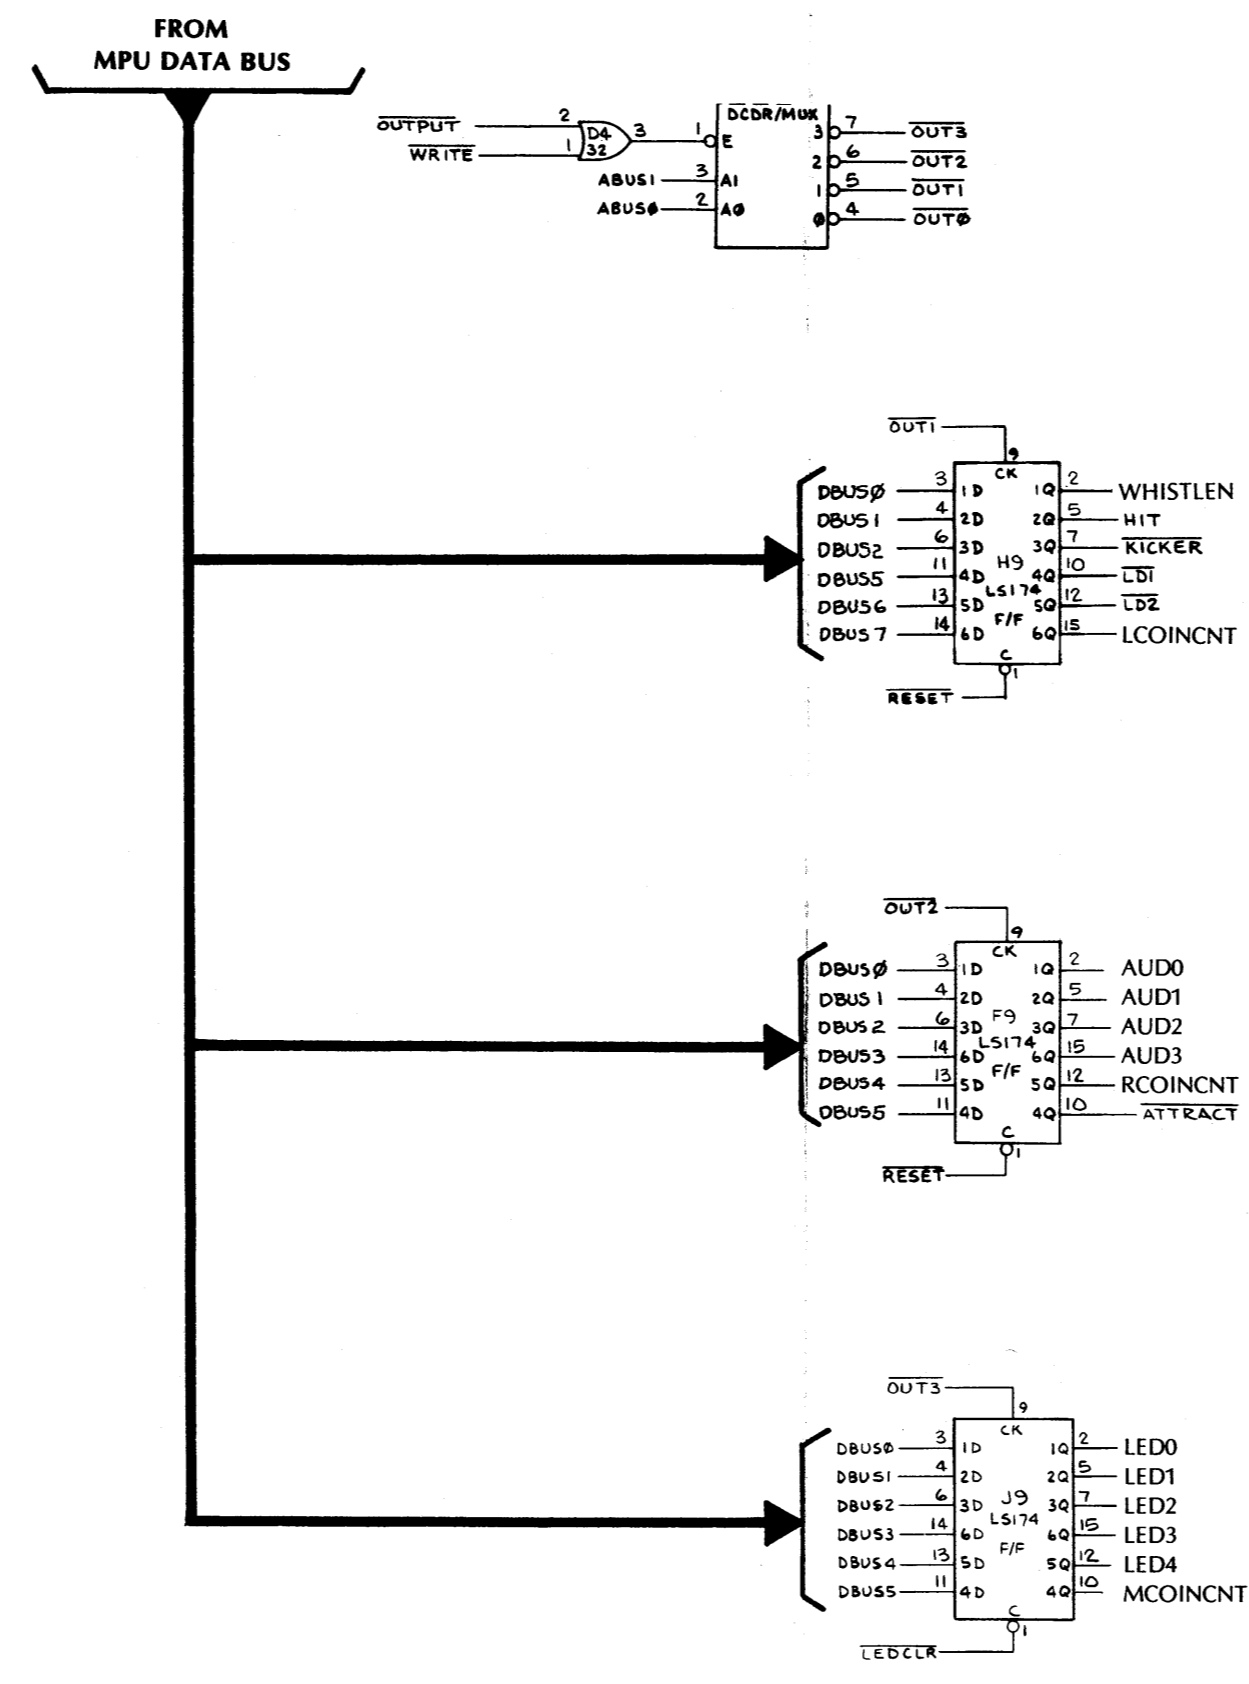 FROM
MPU DATA BUS
DCDR/MUX
OUTPUT 2 D4 3 1 E 3 7 OUT3
WRITE 1 32 2 6 OUT2
ABUS1 3 A1 1 5 OUT1
ABUSØ 2 AØ Ø 4 OUTØ
OUT1
9
CK
DBUSØ 3 1D 1Q 2 WHISTLEN
DBUS1 4 2D 2Q 5 HIT
DBUS2 6 3D 3Q 7 KICKER
H9
DBUS5 11 4D 4Q 10 LD1
LS174
DBUS6 13 5D 5Q 12 LD2
F/F
DBUS7 14 6D 6Q 15 LCOINCNT
C
1
RESET
OUT2
9
CK
DBUSØ 3 1D 1Q 2 AUD0
DBUS1 4 2D 2Q 5 AUD1
F9
DBUS2 6 3D 3Q 7 AUD2
LS174
DBUS3 14 6D 6Q 15 AUD3
F/F
DBUS4 13 5D 5Q 12 RCOINCNT
DBUS5 11 4D 4Q 10 ATTRACT
C
1
RESET
OUT3
9
CK
DBUSØ 3 1D 1Q 2 LED0
DBUS1 4 2D 2Q 5 LED1
J9
DBUS2 6 3D 3Q 7 LED2
LS174
DBUS3 14 6D 6Q 15 LED3
F/F
DBUS4 13 5D 5Q 12 LED4
DBUS5 11 4D 4Q 10 MCOINCNT
C
1
LEDCLR